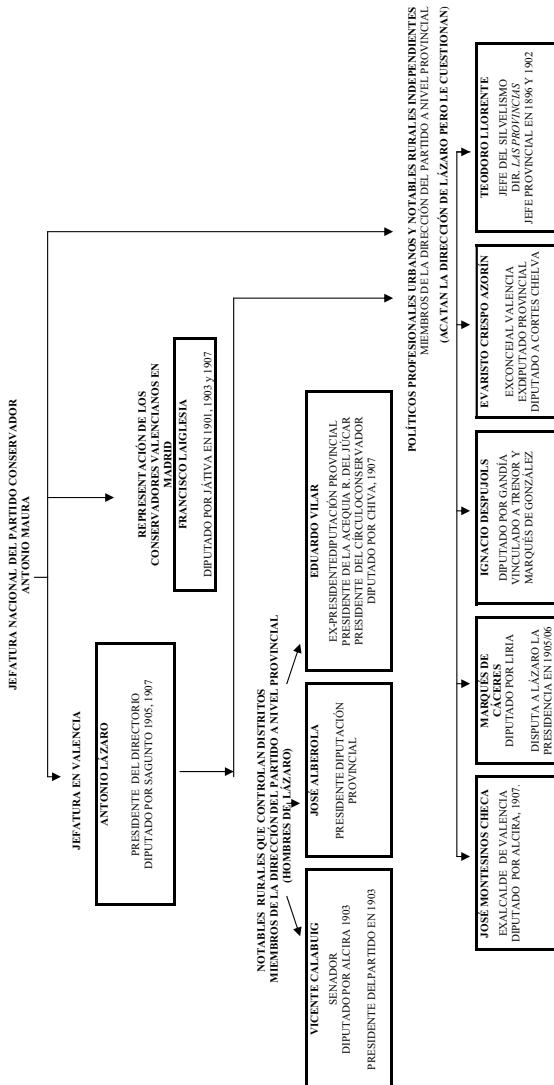 JEFATURA NACIONAL DEL PARTIDO CONSERVADOR
ANTONIO MAURA
JEFATURA EN VALENCIA
ANTONIO LÁZARO
PRESIDENTE DEL DIRECTORIO
DIPUTADO POR SAGUNTO 1905, 1907
REPRESENTACIÓN DE LOS
CONSERVADORES VALENCIANOS EN
MADRID
FRANCISCO LAIGLESIA
DIPUTADO POR JÁTIVA EN 1901, 1903 y 1907
NOTABLES RURALES QUE CONTROLAN DISTRITOS
MIEMBROS DE LA DIRECCIÓN DEL PARTIDO A NIVEL PROVINCIAL
(HOMBRES DE LÁZARO)
VICENTE CALABUIG
SENADOR
DIPUTADO POR ALCIRA 1903
PRESIDENTE DEL PARTIDO EN 1903
JOSÉ ALBEROLA
PRESIDENTE DIPUTACIÓN
PROVINCIAL
EDUARDO VILAR
EX-PRESIDENTE DIPUTACIÓN PROVINCIAL
PRESIDENTE DE LA ACEQUIA R. DEL JÚCAR
PRESIDENTE DEL CÍRCULO CONSERVADOR
DIPUTADO POR CHIVA, 1907
POLÍTICOS PROFESIONALES URBANOS Y NOTABLES RURALES INDEPENDIENTES
MIEMBROS DE LA DIRECCIÓN DEL PARTIDO A NIVEL PROVINCIAL
(ACATAN LA DIRECCIÓN DE LÁZARO PERO LE CUESTIONAN)
JOSÉ MONTESINOS CHECA
EXALCALDE DE VALENCIA
DIPUTADO POR ALCIRA, 1907.
MARQUÉS DE
CÁCERES
DIPUTADO POR LIRIA
DISPUTA A LÁZARO LA
PRESIDENCIA EN 1905/06
IGNACIO DESPUJOLS
DIPUTADO POR GANDÍA
VINCULADO A TRENOR Y
MARQUÉS DE GONZÁLEZ
EVARISTO CRESPO AZORÍN
EXCONCEJAL VALENCIA
EXDIPUTADO PROVINCIAL
DIPUTADO A CORTES CHELVA
TEODORO LLORENTE
JEFE DEL SILVELISMO
DIR. LAS PROVINCIAS
JEFE PROVINCIAL EN 1896 Y 1902